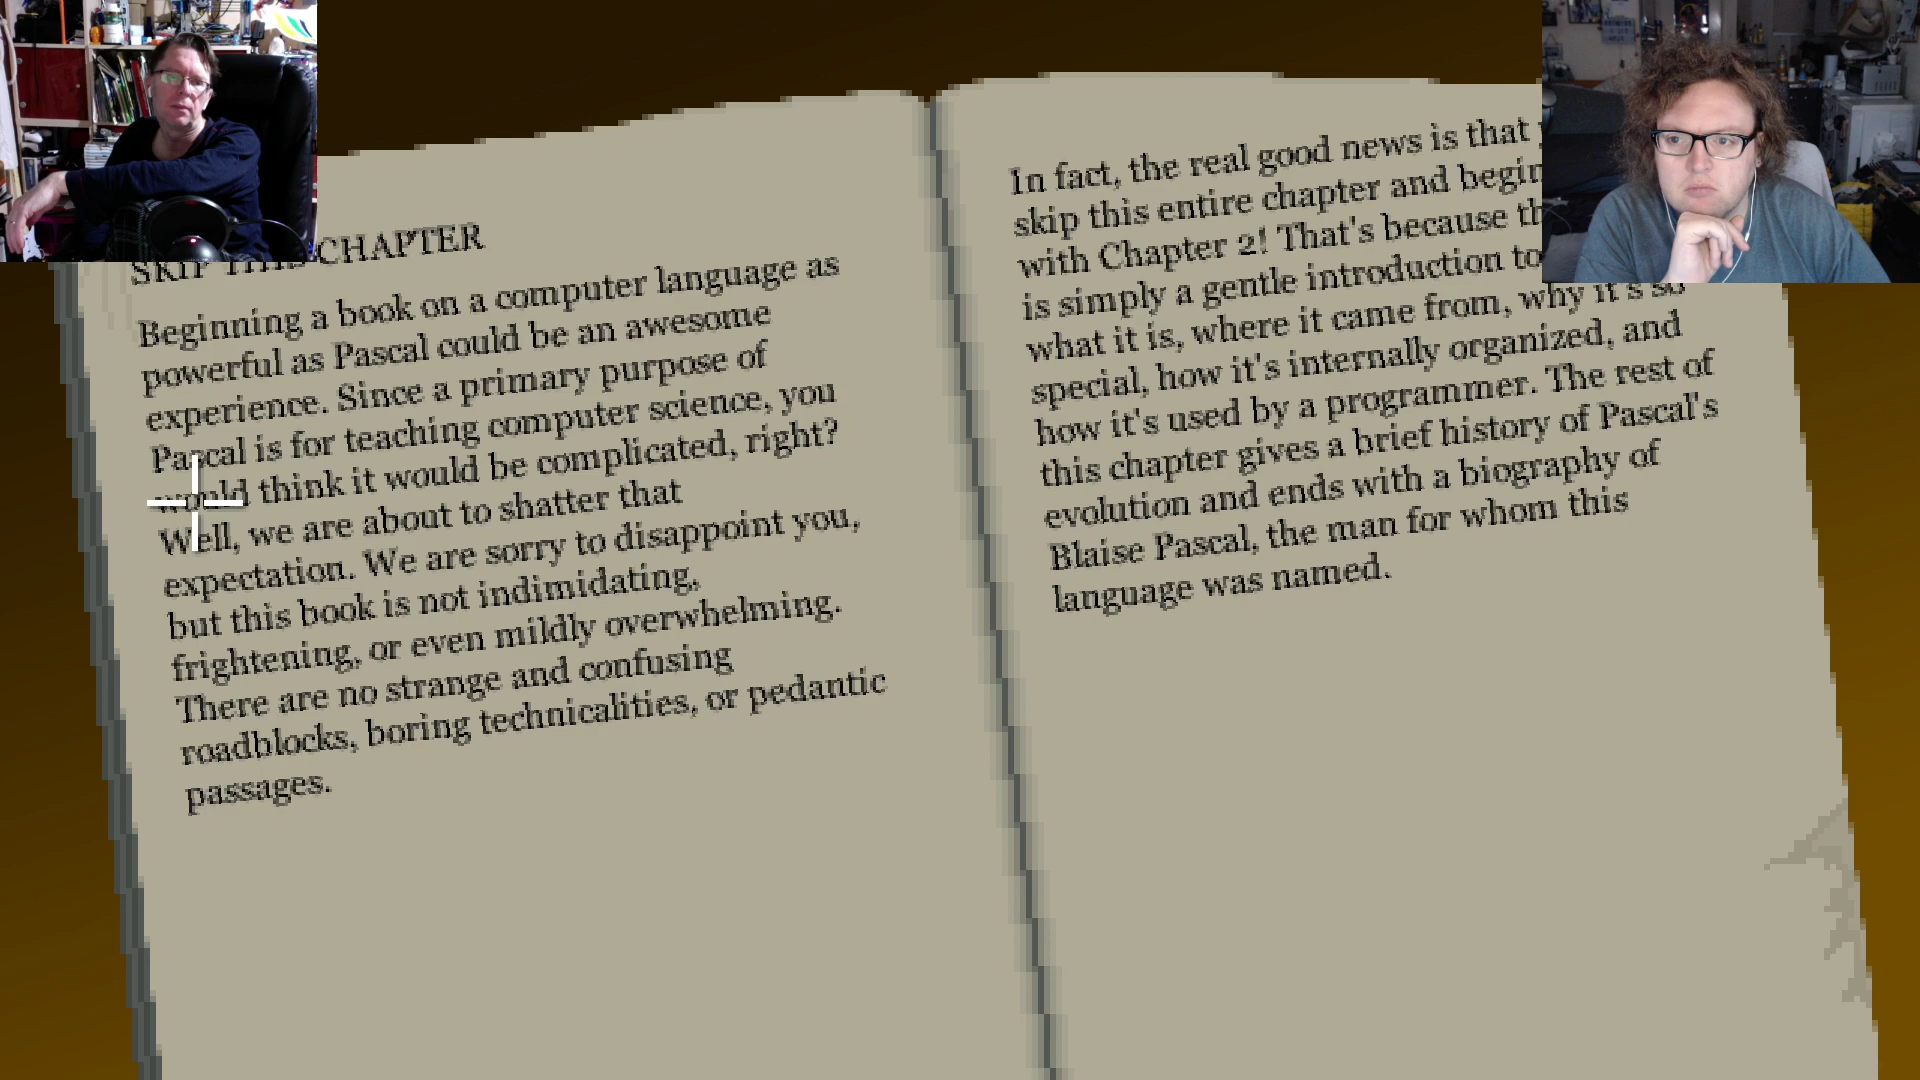 SKIP THIS CHAPTER
Beginning a book on a computer language as
powerful as Pascal could be an awesome
experience. Since a primary purpose of
Pascal is for teaching computer science, you
would think it would be complicated, right?
Well, we are about to shatter that
expectation. We are sorry to disappoint you,
but this book is not indimidating,
frightening, or even mildly overwhelming.
There are no strange and confusing
roadblocks, boring technicalities, or pedantic
passages.
In fact, the real good news is that
skip this entire chapter and begin
with Chapter 2! That's because
is simply a gentle introduction to
what it is, where it came from, why it's so
special, how it's internally organized, and
how it's used by a programmer. The rest of
this chapter gives a brief history of Pascal's
evolution and ends with a biography of
Blaise Pascal, the man for whom this
language was named.